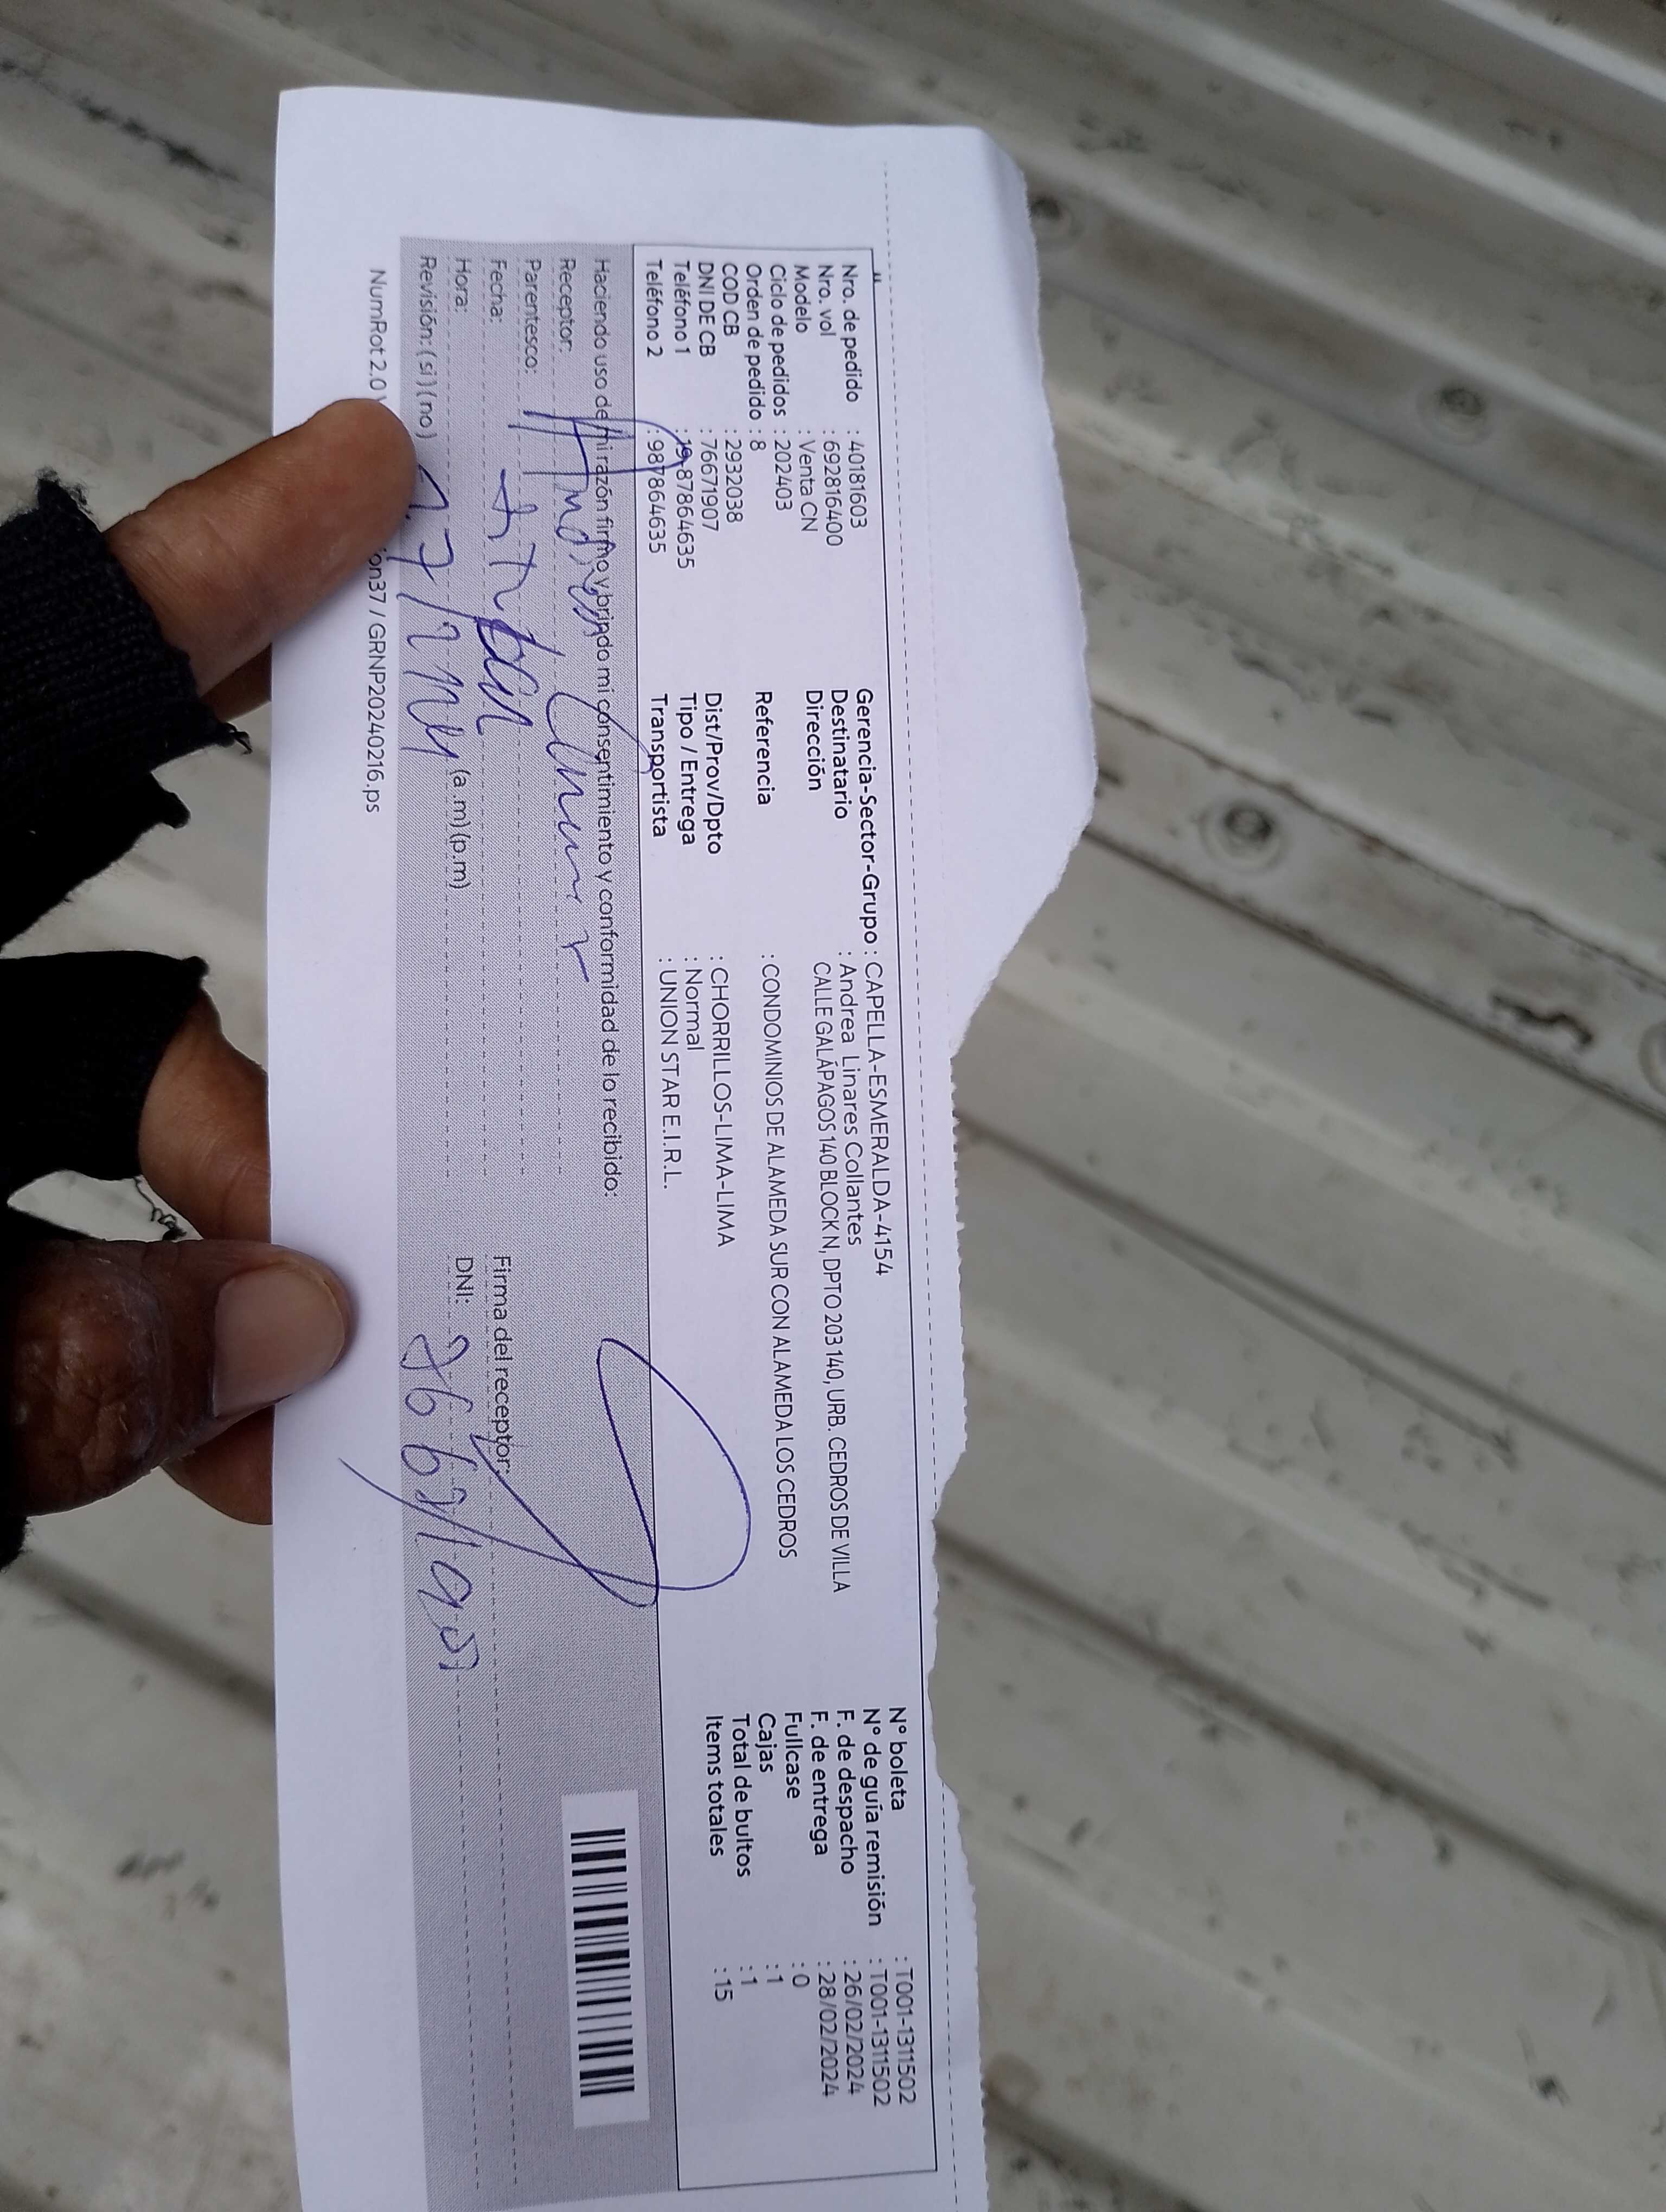 Nro. de pedido : 40181603
Nro. vol : 692816400
Modelo : Venta CN
Ciclo de pedidos : 202403
Orden de pedido : 8
COD CB : 2932038
DNI DE CB : 76671907
Teléfono 1 : 987864635
Teléfono 2 : 987864635
Gerencia-Sector-Grupo : CAPELLA-ESMERALDA-4154
Destinatario : Andrea Linares Collantes
Dirección CALLE GALÁPAGOS 140 BLOCK N, DPTO 203 140, URB. CEDROS DE VILLA
Referencia : CONDOMINIOS DE ALAMEDA SUR CON ALAMEDA LOS CEDROS
Dist/Prov/Dpto : CHORRILLOS-LIMA-LIMA
Tipo / Entrega : Normal
Transportista : UNION STAR E.I.R.L.
N° boleta : T001-1311502
N° de guía remisión : T001-1311502
F. de despacho : 26/02/2024
F. de entrega : 28/02/2024
Fullcase : 0
Cajas : 1
Total de bultos : 1
Items totales : 15
Haciendo uso de mi razón firmo y brindo mi consentimiento y conformidad de lo recibido:
Receptor:
Parentesco:
Fecha:
Hora: (a.m)(p.m)
Revisión: (si) (no)
Firma del receptor:
DNI:
NumRot 2.0 on37 / GRNP20240216.ps